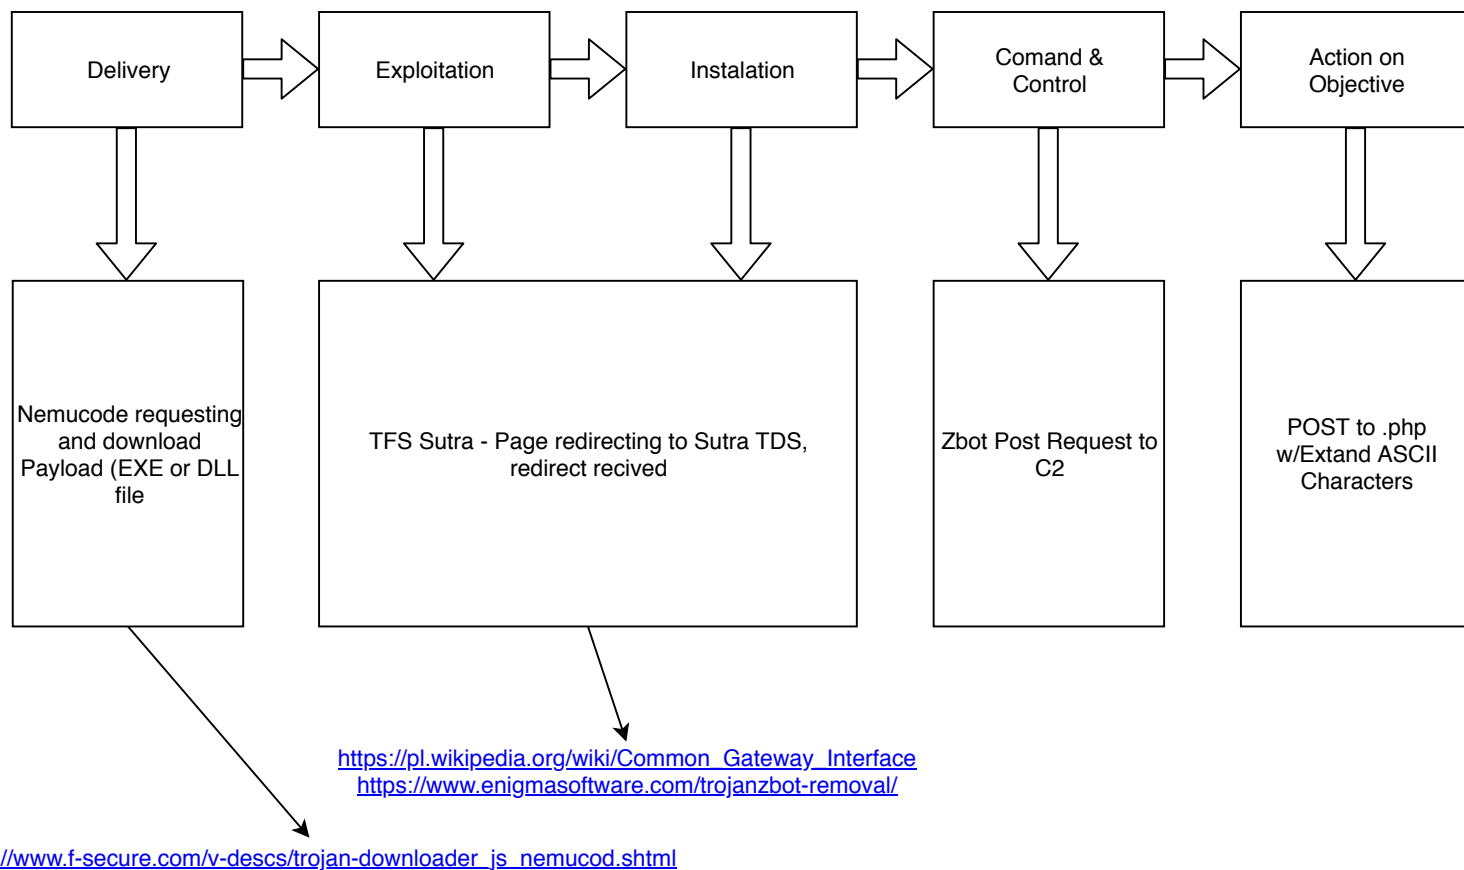 Delivery
Exploitation
Instalation
Comand &
Control
Action on
Objective
Nemucode requesting
and download
Payload (EXE or DLL
file
TFS Sutra - Page redirecting to Sutra TDS,
redirect recived
Zbot Post Request to
C2
POST to .php
w/Extand ASCII
Characters
https://pl.wikipedia.org/wiki/Common_Gateway_Interface
https://www.enigmasoftware.com/trojanzbot-removal/
//www.f-secure.com/v-descs/trojan-downloader_js_nemucod.shtml